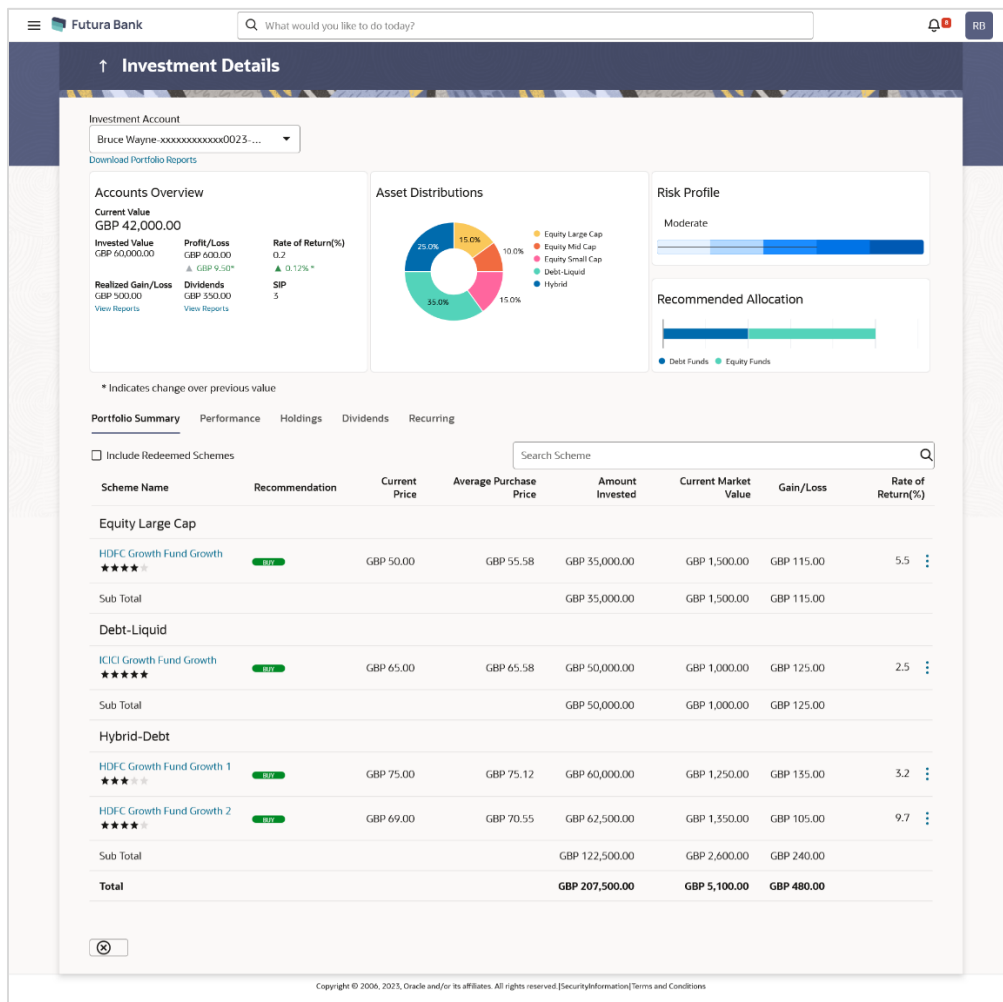 Futura Bank
What would you like to do today?
8
RB
↑ Investment Details
Investment Account
Bruce Wayne-xxxxxxxxxxxx0023-...
Download Portfolio Reports
Accounts Overview
Current Value
GBP 42,000.00
Invested Value Profit/Loss Rate of Return(%)
GBP 60,000.00 GBP 600.00 0.2
▲ GBP 9.50* ▲ 0.12% *
Realized Gain/Loss Dividends SIP
GBP 500.00 GBP 350.00 3
View Reports View Reports
Asset Distributions
25.0%
15.0%
10.0%
15.0%
35.0%
Equity Large Cap
Equity Mid Cap
Equity Small Cap
Debt-Liquid
Hybrid
Risk Profile
Moderate
Recommended Allocation
Debt Funds Equity Funds
* Indicates change over previous value
Portfolio Summary Performance Holdings Dividends Recurring
Include Redeemed Schemes
Search Scheme
Scheme Name Recommendation Current Price Average Purchase Price Amount Invested Current Market Value Gain/Loss Rate of Return(%)
Equity Large Cap
HDFC Growth Fund Growth BUY GBP 50.00 GBP 55.58 GBP 35,000.00 GBP 1,500.00 GBP 115.00 5.5
Sub Total GBP 35,000.00 GBP 1,500.00 GBP 115.00
Debt-Liquid
ICICI Growth Fund Growth BUY GBP 65.00 GBP 65.58 GBP 50,000.00 GBP 1,000.00 GBP 125.00 2.5
Sub Total GBP 50,000.00 GBP 1,000.00 GBP 125.00
Hybrid-Debt
HDFC Growth Fund Growth 1 BUY GBP 75.00 GBP 75.12 GBP 60,000.00 GBP 1,250.00 GBP 135.00 3.2
HDFC Growth Fund Growth 2 BUY GBP 69.00 GBP 70.55 GBP 62,500.00 GBP 1,350.00 GBP 105.00 9.7
Sub Total GBP 122,500.00 GBP 2,600.00 GBP 240.00
Total GBP 207,500.00 GBP 5,100.00 GBP 480.00
Copyright © 2006, 2023, Oracle and/or its affiliates. All rights reserved.|SecurityInformation|Terms and Conditions